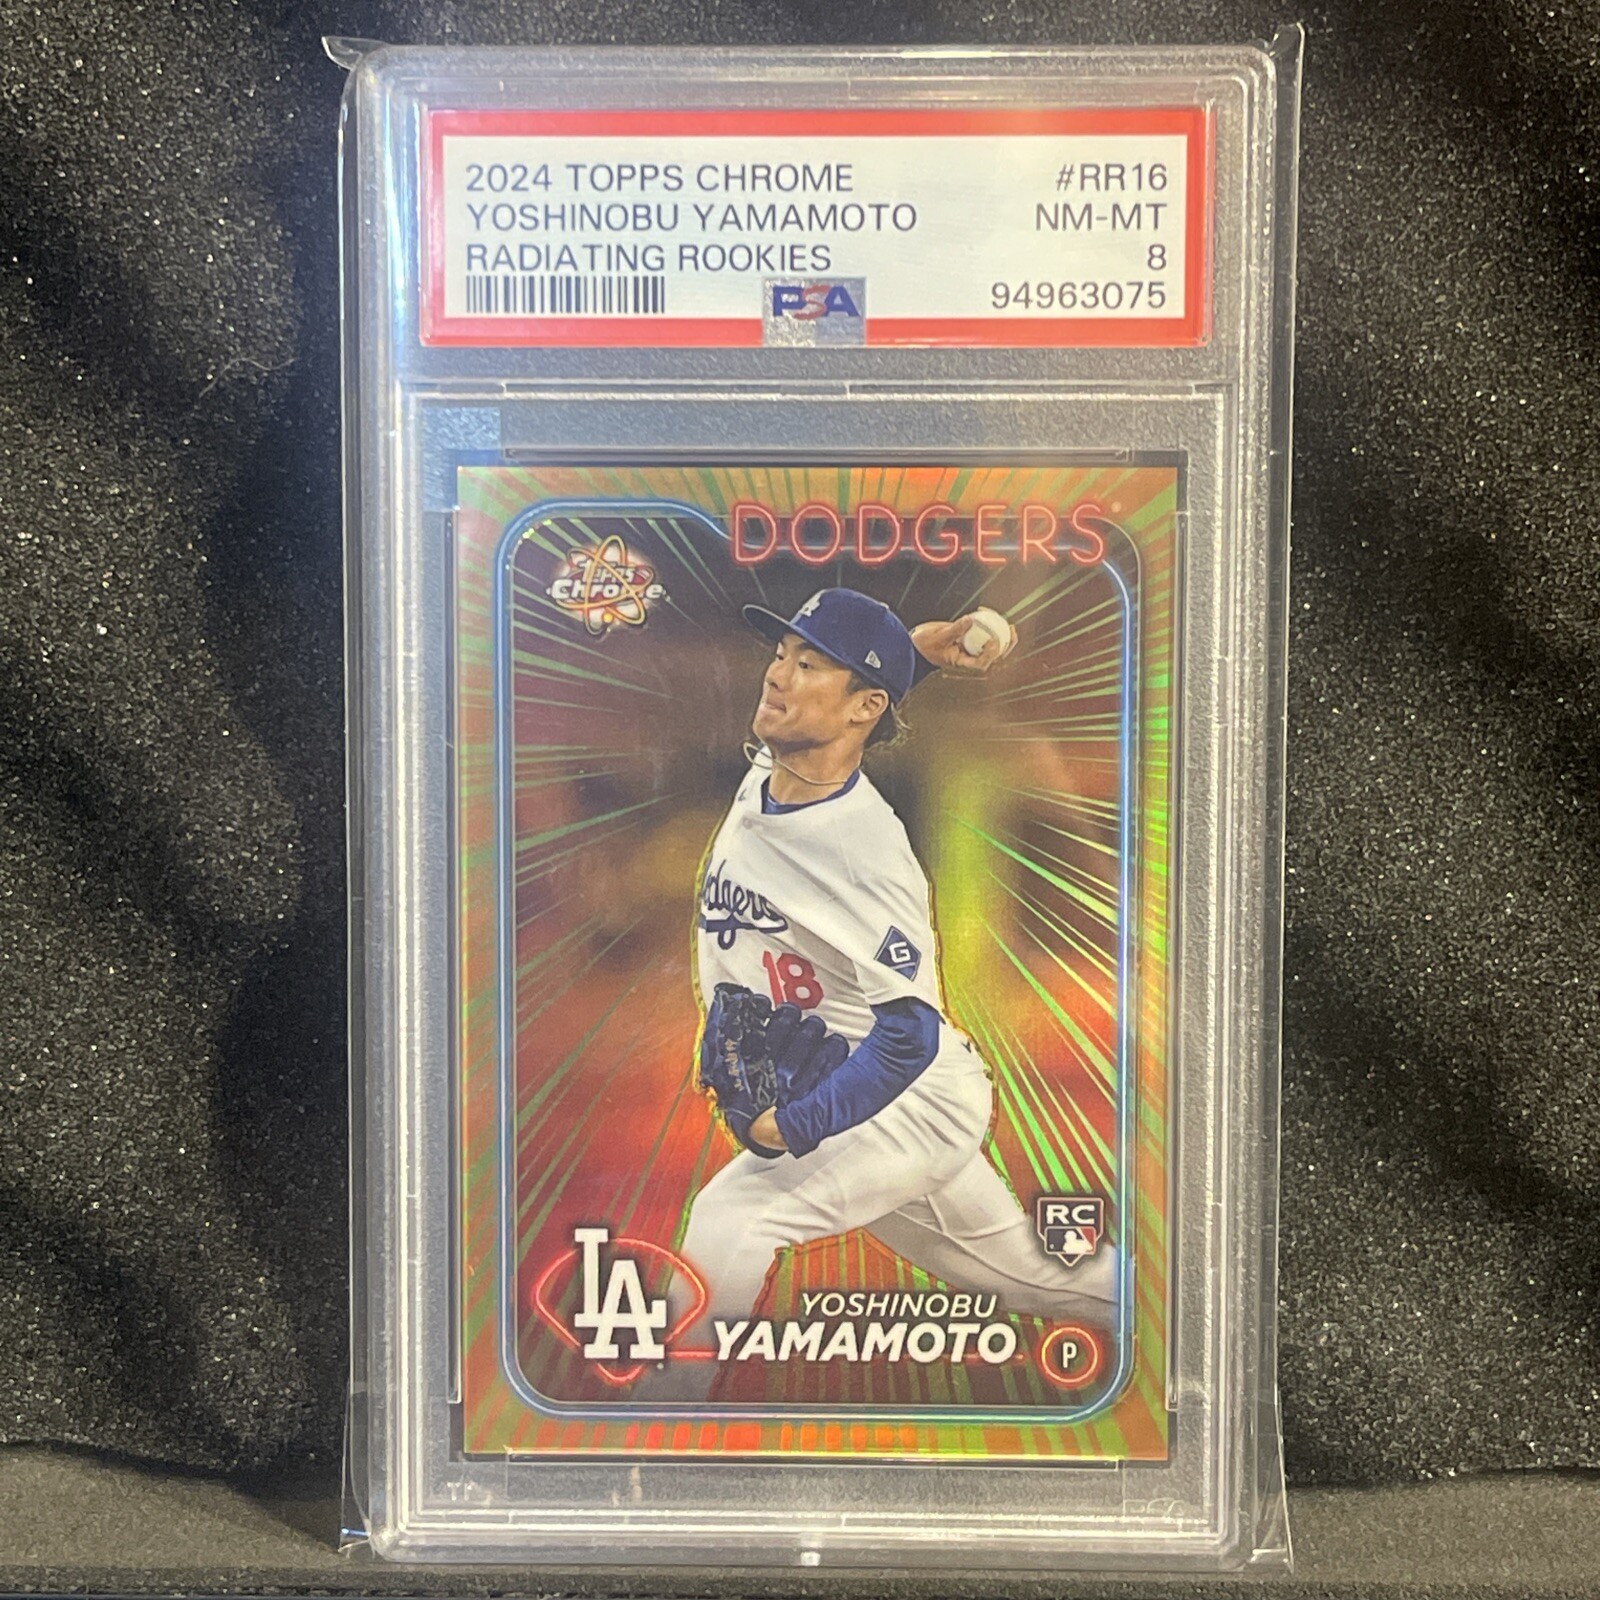 2024 TOPPS CHROME #RR16
YOSHINOBU YAMAMOTO NM-MT
RADIATING ROOKIES 8
PSA 94963075
DODGERS
TOPPS
Chrome
LA
Dodgers
G
18
RC
LA
YOSHINOBU
YAMAMOTO
P